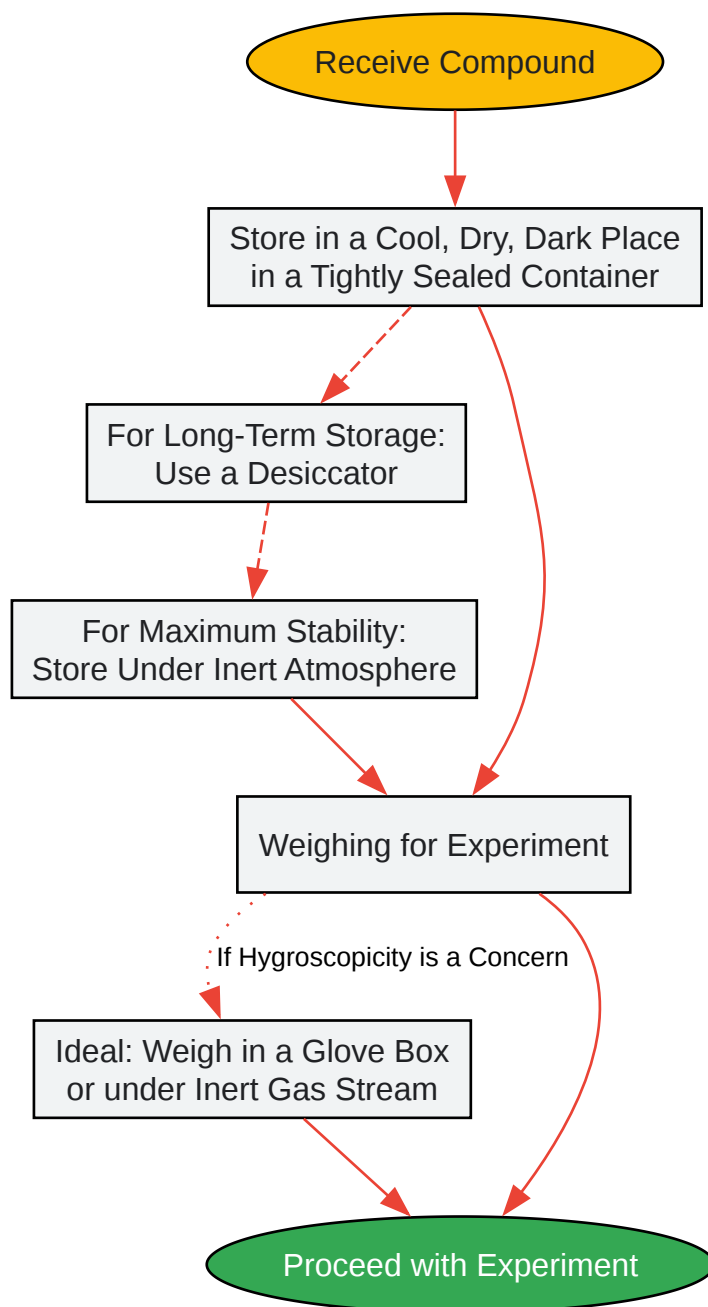 Receive Compound
Store in a Cool, Dry, Dark Place
in a Tightly Sealed Container
For Long-Term Storage:
Use a Desiccator
For Maximum Stability:
Store Under Inert Atmosphere
Weighing for Experiment
If Hygroscopicity is a Concern
Ideal: Weigh in a Glove Box
or under Inert Gas Stream
Proceed with Experiment